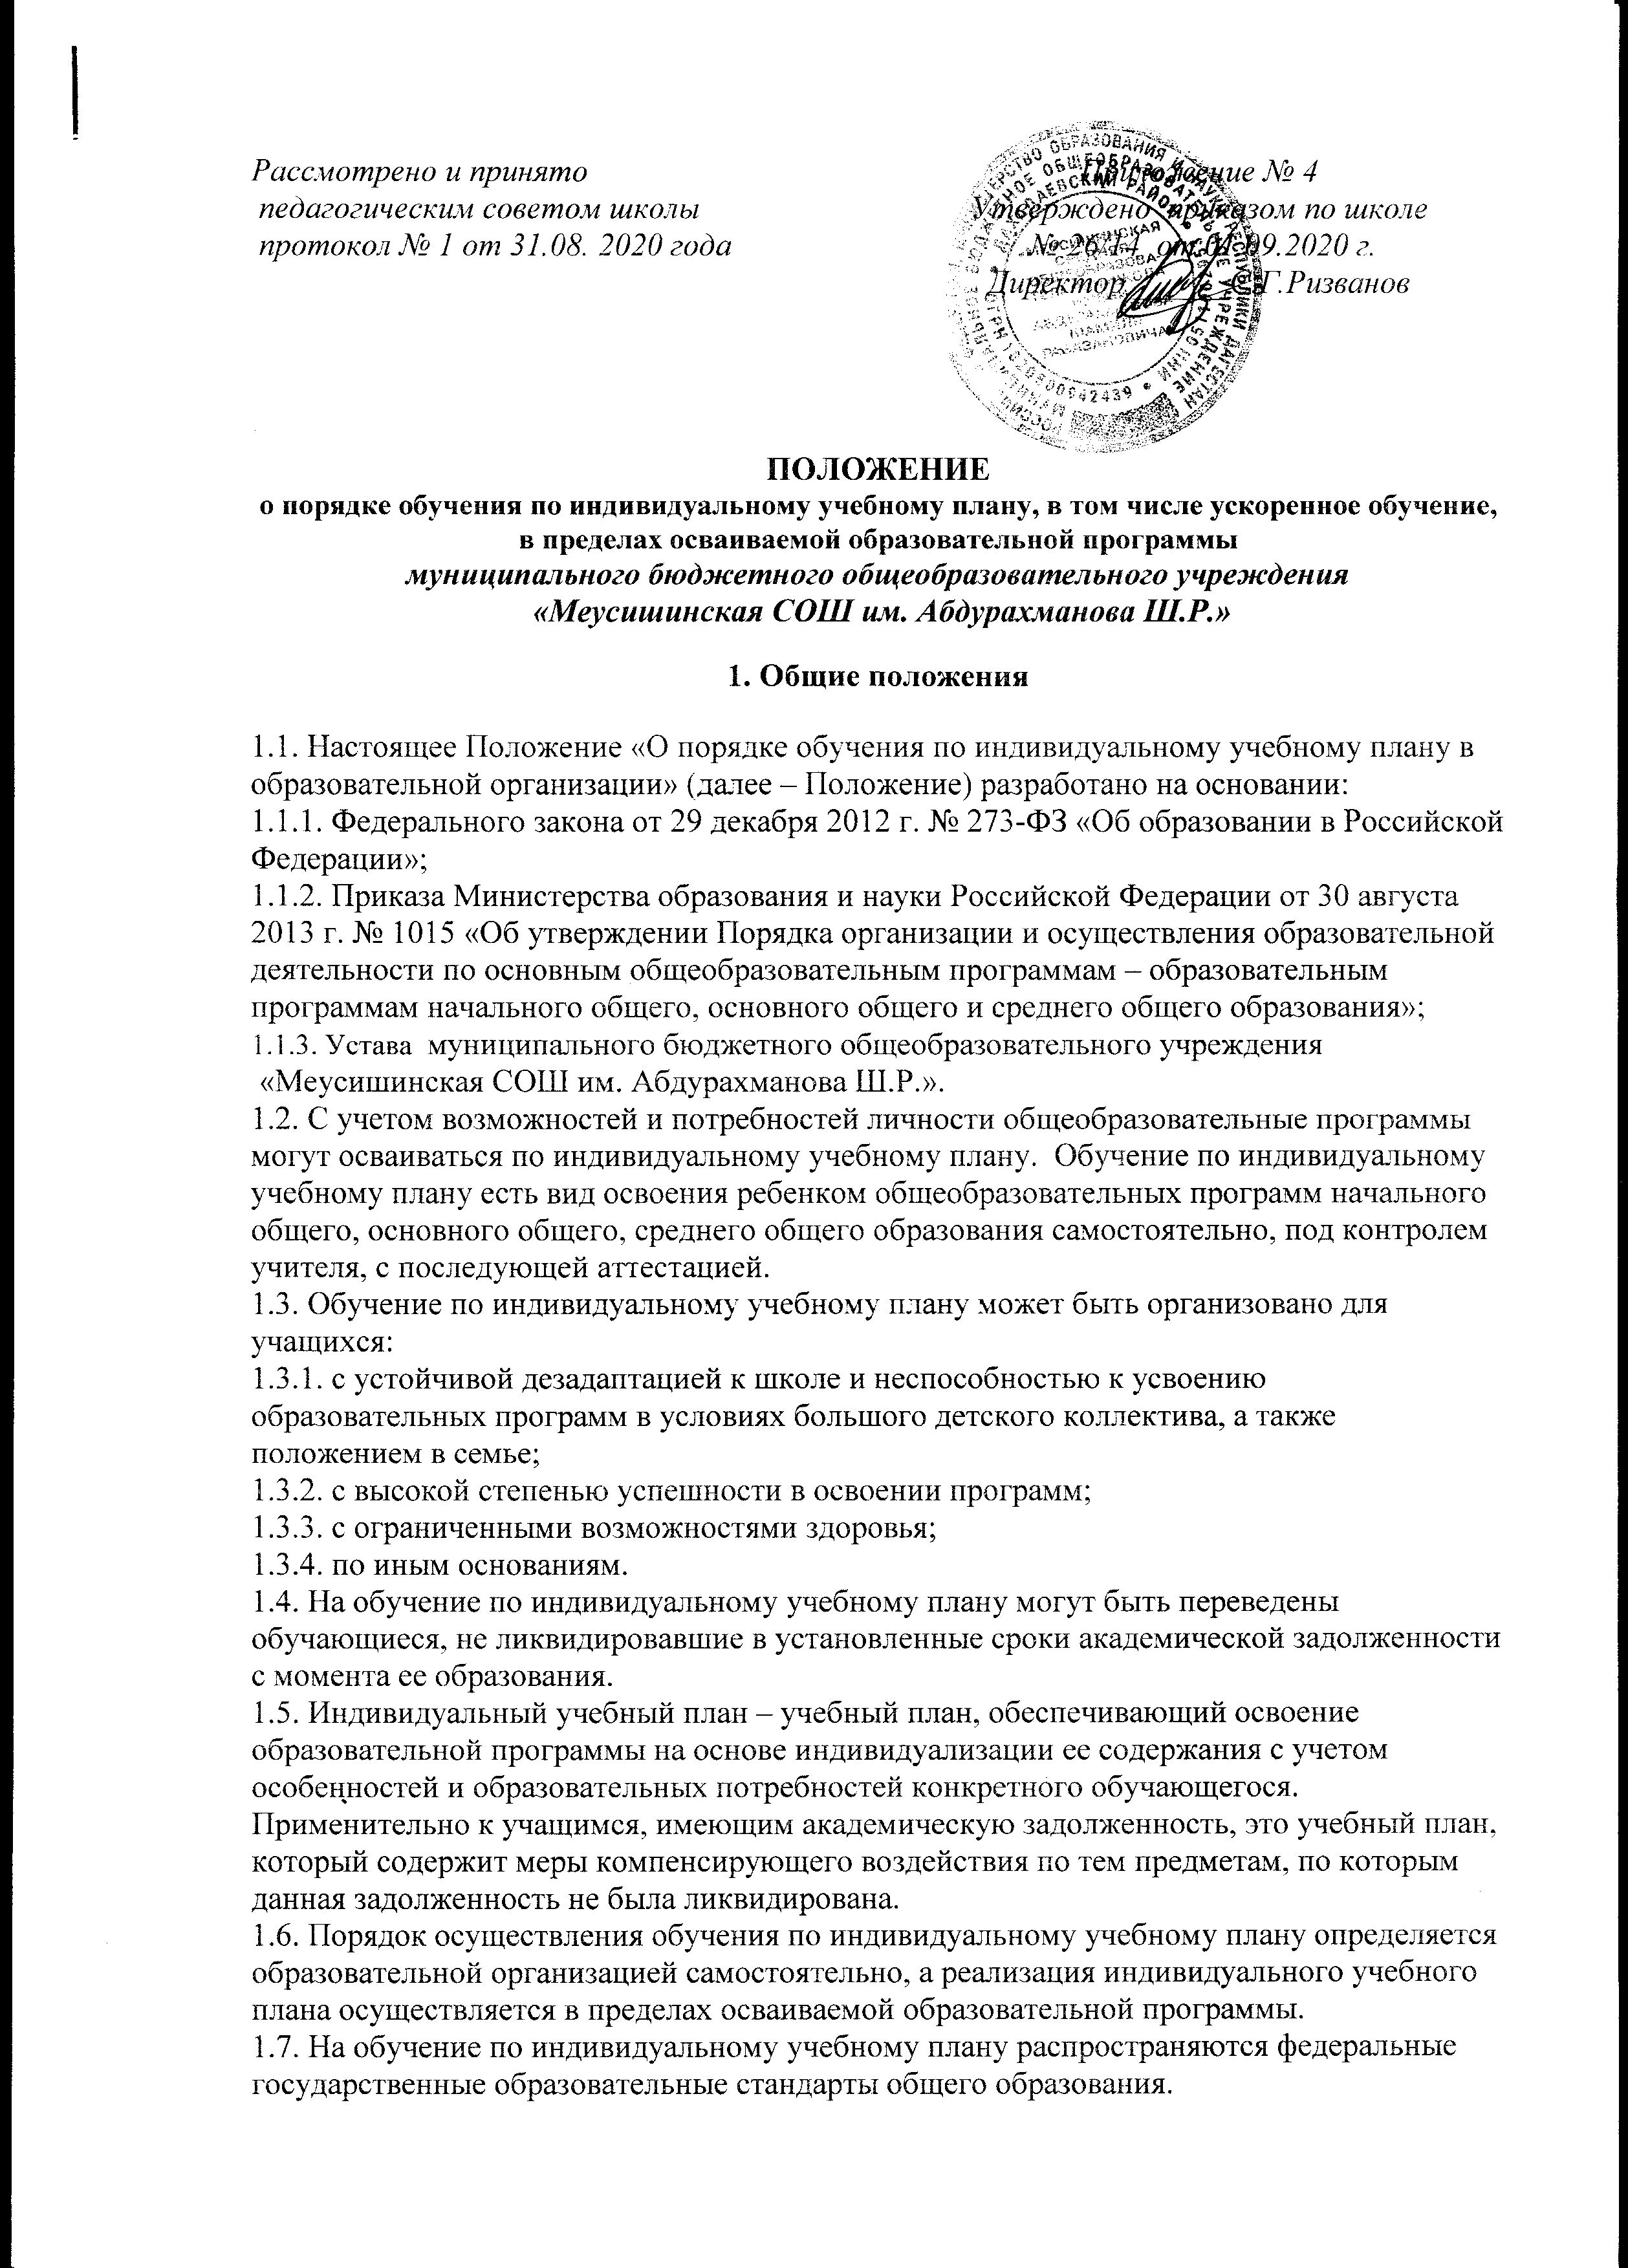 Рассмотрено и принято
педагогическим советом школы
протокол № 1 от 31.08. 2020 года
Приложение № 4
Утверждено приказом по школе
№ 26/14 от 01.09.2020 г.
Директор С.Г.Ризванов
ПОЛОЖЕНИЕ
о порядке обучения по индивидуальному учебному плану, в том числе ускоренное обучение,
в пределах осваиваемой образовательной программы
муниципального бюджетного общеобразовательного учреждения
«Меусишинская СОШ им. Абдурахманова Ш.Р.»
1. Общие положения
1.1. Настоящее Положение «О порядке обучения по индивидуальному учебному плану в
образовательной организации» (далее – Положение) разработано на основании:
1.1.1. Федерального закона от 29 декабря 2012 г. № 273-ФЗ «Об образовании в Российской
Федерации»;
1.1.2. Приказа Министерства образования и науки Российской Федерации от 30 августа
2013 г. № 1015 «Об утверждении Порядка организации и осуществления образовательной
деятельности по основным общеобразовательным программам – образовательным
программам начального общего, основного общего и среднего общего образования»;
1.1.3. Устава муниципального бюджетного общеобразовательного учреждения
«Меусишинская СОШ им. Абдурахманова Ш.Р.».
1.2. С учетом возможностей и потребностей личности общеобразовательные программы
могут осваиваться по индивидуальному учебному плану. Обучение по индивидуальному
учебному плану есть вид освоения ребенком общеобразовательных программ начального
общего, основного общего, среднего общего образования самостоятельно, под контролем
учителя, с последующей аттестацией.
1.3. Обучение по индивидуальному учебному плану может быть организовано для
учащихся:
1.3.1. с устойчивой дезадаптацией к школе и неспособностью к усвоению
образовательных программ в условиях большого детского коллектива, а также
положением в семье;
1.3.2. с высокой степенью успешности в освоении программ;
1.3.3. с ограниченными возможностями здоровья;
1.3.4. по иным основаниям.
1.4. На обучение по индивидуальному учебному плану могут быть переведены
обучающиеся, не ликвидировавшие в установленные сроки академической задолженности
с момента ее образования.
1.5. Индивидуальный учебный план – учебный план, обеспечивающий освоение
образовательной программы на основе индивидуализации ее содержания с учетом
особенностей и образовательных потребностей конкретного обучающегося.
Применительно к учащимся, имеющим академическую задолженность, это учебный план,
который содержит меры компенсирующего воздействия по тем предметам, по которым
данная задолженность не была ликвидирована.
1.6. Порядок осуществления обучения по индивидуальному учебному плану определяется
образовательной организацией самостоятельно, а реализация индивидуального учебного
плана осуществляется в пределах осваиваемой образовательной программы.
1.7. На обучение по индивидуальному учебному плану распространяются федеральные
государственные образовательные стандарты общего образования.